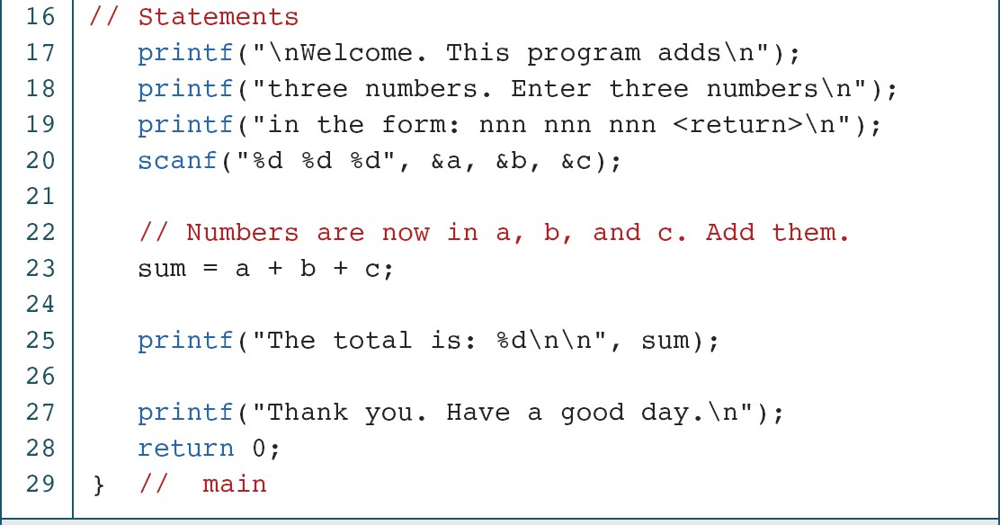 16 // Statements
17 printf("\nWelcome. This program adds\n");
18 printf("three numbers. Enter three numbers\n");
19 printf("in the form: nnn nnn nnn <return>\n");
20 scanf("%d %d %d", &a, &b, &c);
21
22 // Numbers are now in a, b, and c. Add them.
23 sum = a + b + c;
24
25 printf("The total is: %d\n\n", sum);
26
27 printf("Thank you. Have a good day.\n");
28 return 0;
29 } // main